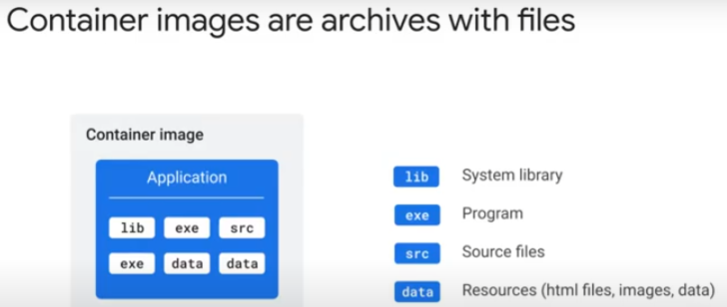 Container images are archives with files
Container image
Application
lib exe src
exe data data
lib System library
exe Program
src Source files
data Resources (html files, images, data)